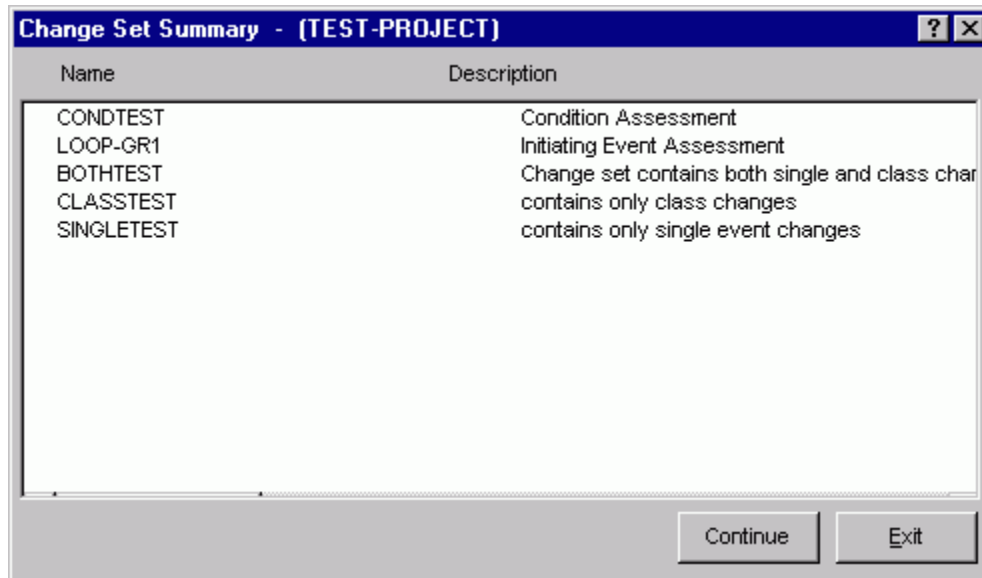 Change Set Summary - (TEST-PROJECT)
Name Description
CONDTEST Condition Assessment
LOOP-GR1 Initiating Event Assessment
BOTHTEST Change set contains both single and class
CLASSTEST contains only class changes
SINGLETEST contains only single event changes
Continue Exit